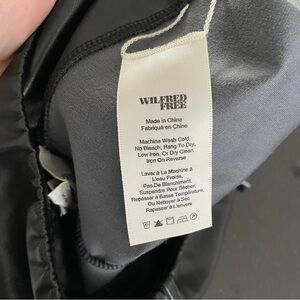 WILFRED
FREE
Made in China
Fabriqué en Chine
Machine Wash Cold,
No Bleach, Hang To Dry,
Low Iron, Or Dry Clean
Iron On Reverse
Laver À La Machine À
L'eau Froide,
Pas De Blanchiment,
Suspendre Pour Sécher,
Repasser à Basse Température,
Ou Nettoyer à Sec
Repasser à L'envers